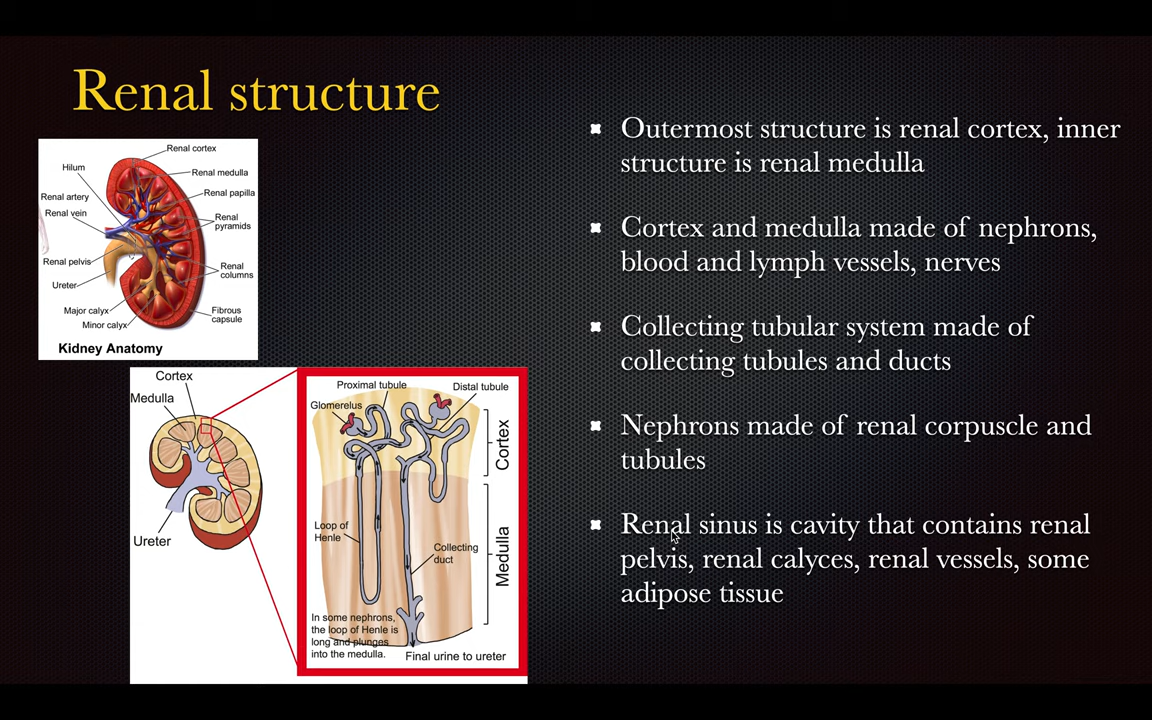 Renal structure
Renal cortex
Hilum
Renal medulla
Renal papilla
Renal artery
Renal vein
Renal
pyramids
Renal pelvis
Renal
columns
Ureter
Major calyx
Minor calyx
Fibrous
capsule
Kidney Anatomy
Cortex
Medulla
Ureter
Proximal tubule
Distal tubule
Glomerelus
Cortex
Loop of
Henle
Collecting
duct
Medulla
In some nephrons,
the loop of Henle is
long and plunges
into the medulla.
Final urine to ureter
Outermost structure is renal cortex, inner
structure is renal medulla
Cortex and medulla made of nephrons,
blood and lymph vessels, nerves
Collecting tubular system made of
collecting tubules and ducts
Nephrons made of renal corpuscle and
tubules
Renal sinus is cavity that contains renal
pelvis, renal calyces, renal vessels, some
adipose tissue